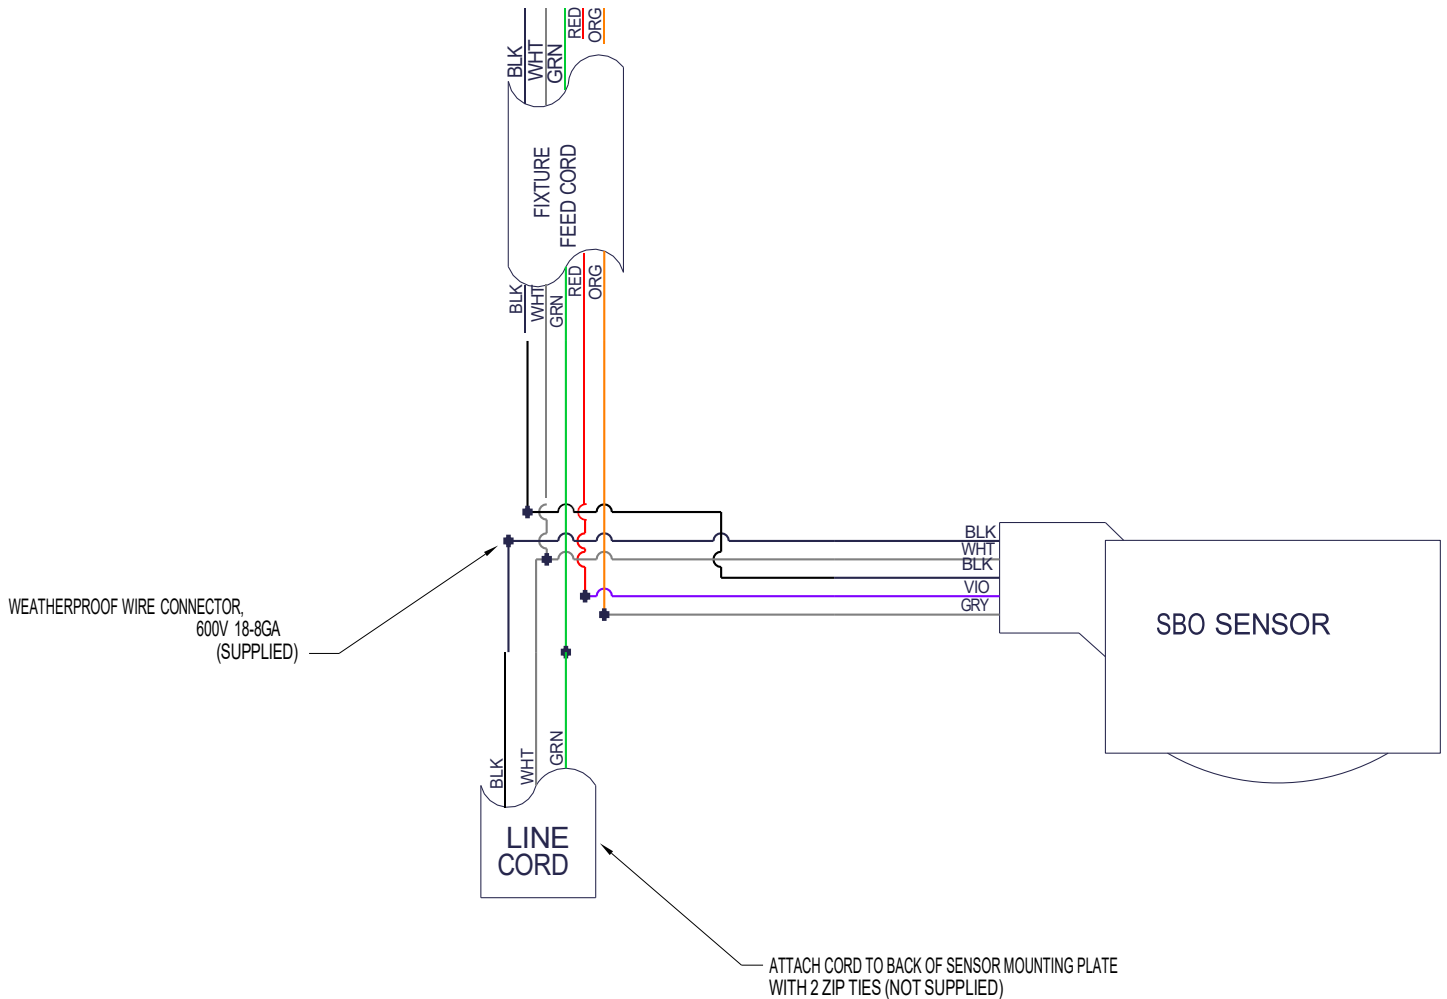 BLK
WHT
GRN
RED
ORG
FIXTURE
FEED CORD
BLK
WHT
GRN
RED
ORG
BLK
WHT
BLK
VIO
GRY
SBO SENSOR
WEATHERPROOF WIRE CONNECTOR,
600V 18-8GA
(SUPPLIED)
BLK
WHT
GRN
LINE
CORD
ATTACH CORD TO BACK OF SENSOR MOUNTING PLATE
WITH 2 ZIP TIES (NOT SUPPLIED)